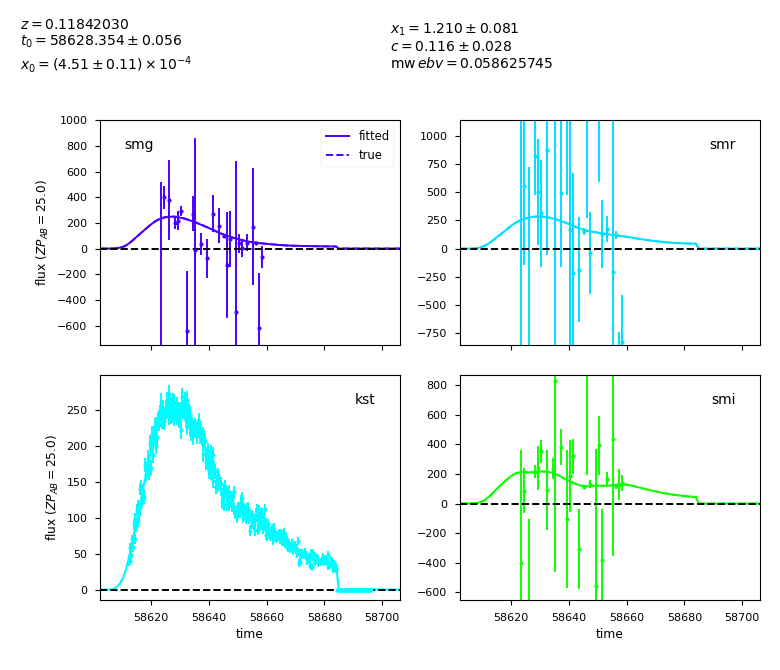 z = 0.11842030
t₀ = 58628.354 ± 0.056
x₀ = (4.51 ± 0.11) × 10⁻⁴
x₁ = 1.210 ± 0.081
c = 0.116 ± 0.028
mw ebv = 0.058625745
smg
fitted
true
flux (ZP_AB = 25.0)
1000
800
600
400
200
0
−200
−400
−600
smr
1000
750
500
250
0
−250
−500
−750
kst
flux (ZP_AB = 25.0)
250
200
150
100
50
0
58620 58640 58660 58680 58700
time
smi
800
600
400
200
0
−200
−400
−600
58620 58640 58660 58680 58700
time